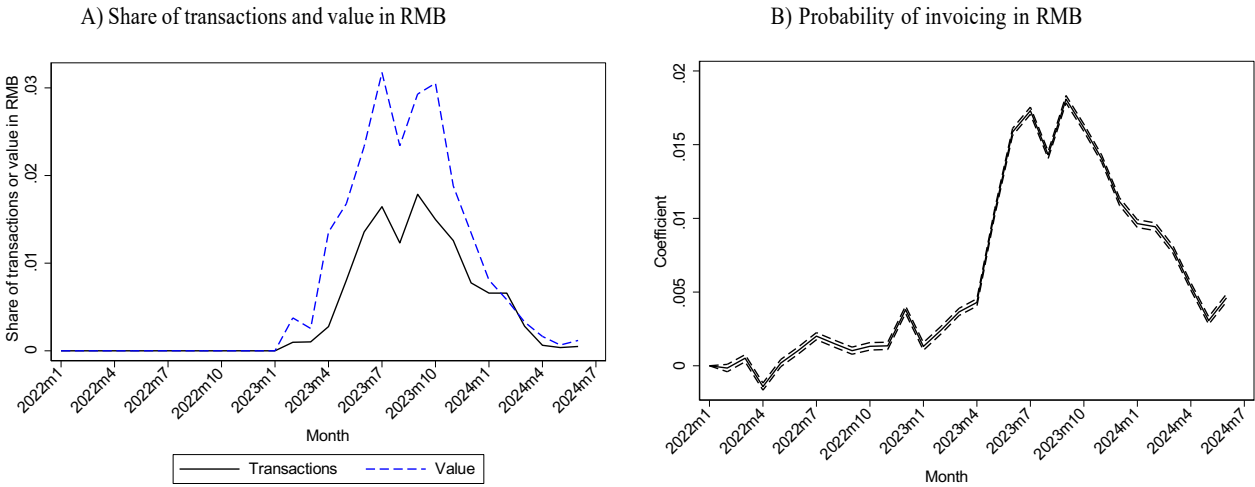 A) Share of transactions and value in RMB
Share of transactions or value in RMB
.03
.02
.01
0
2022m1
2022m4
2022m7
2022m10
2023m1
2023m4
2023m7
2023m10
2024m1
2024m4
2024m7
Month
Transactions
Value
B) Probability of invoicing in RMB
Coefficient
.02
.015
.01
.005
0
2022m1
2022m4
2022m7
2022m10
2023m1
2023m4
2023m7
2023m10
2024m1
2024m4
2024m7
Month